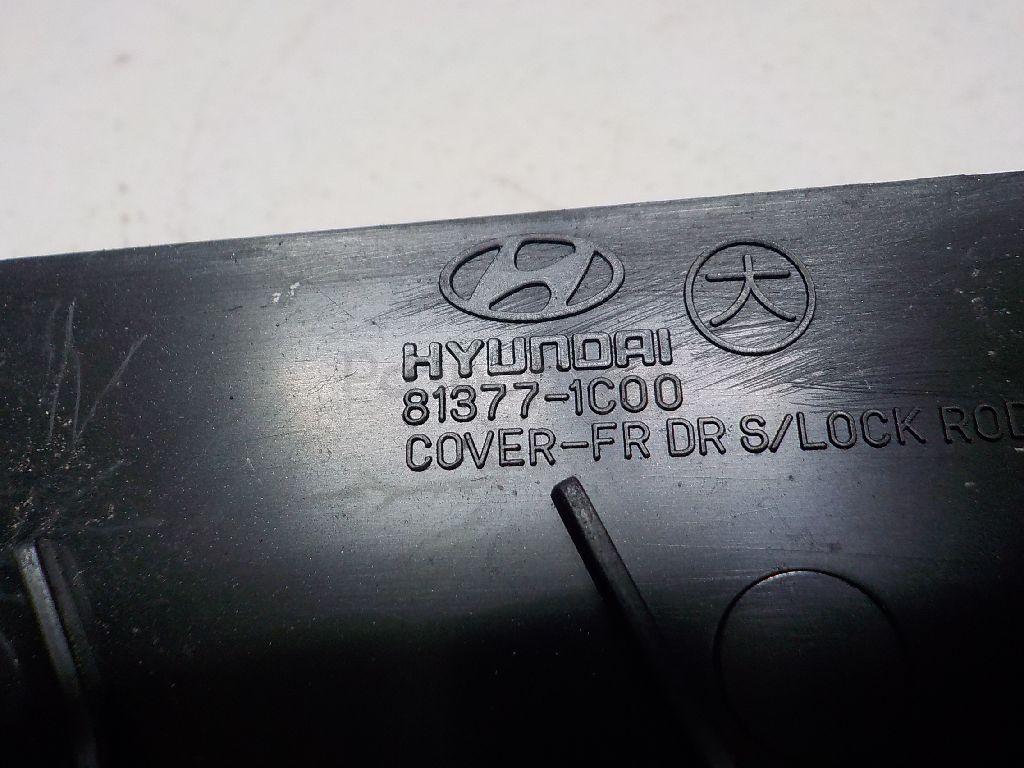 大
HYUNDAI
81377-1C00
COVER-FR DR S/LOCK ROD